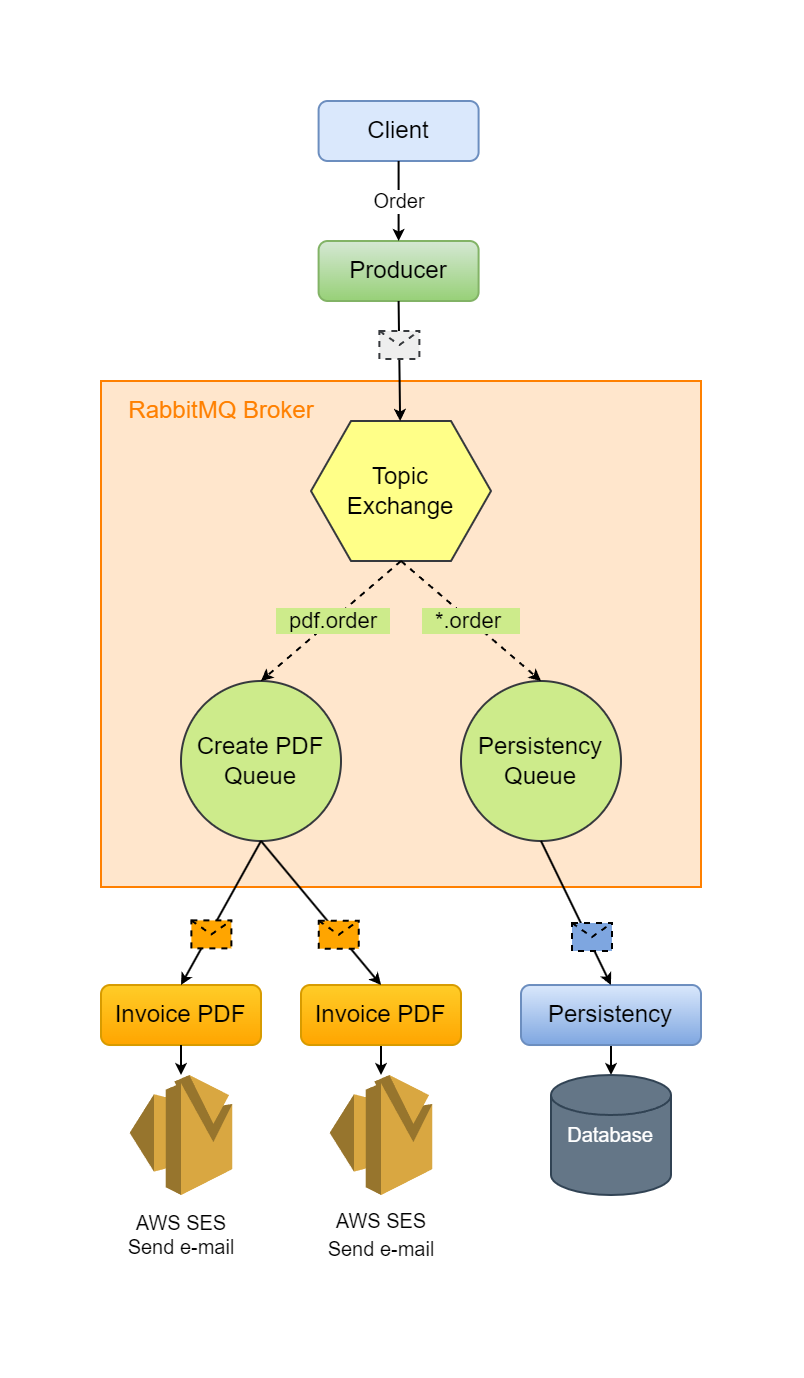 Client
Order
Producer
RabbitMQ Broker
Topic
Exchange
pdf.order
*.order
Create PDF
Queue
Persistency
Queue
Invoice PDF
Invoice PDF
Persistency
Database
AWS SES
Send e-mail
AWS SES
Send e-mail